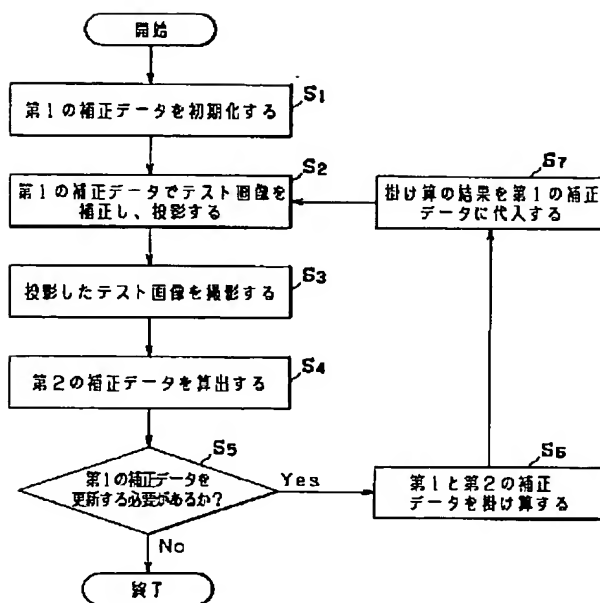 開始
S1
第1の補正データを初期化する
S2
第1の補正データでテスト画像を
補正し、投影する
S3
投影したテスト画像を撮影する
S4
第2の補正データを算出する
S5
第1の補正データを
更新する必要があるか？
Yes
No
終了
S6
第1と第2の補正
データを掛け算する
S7
掛け算の結果を第1の補正
データに代入する